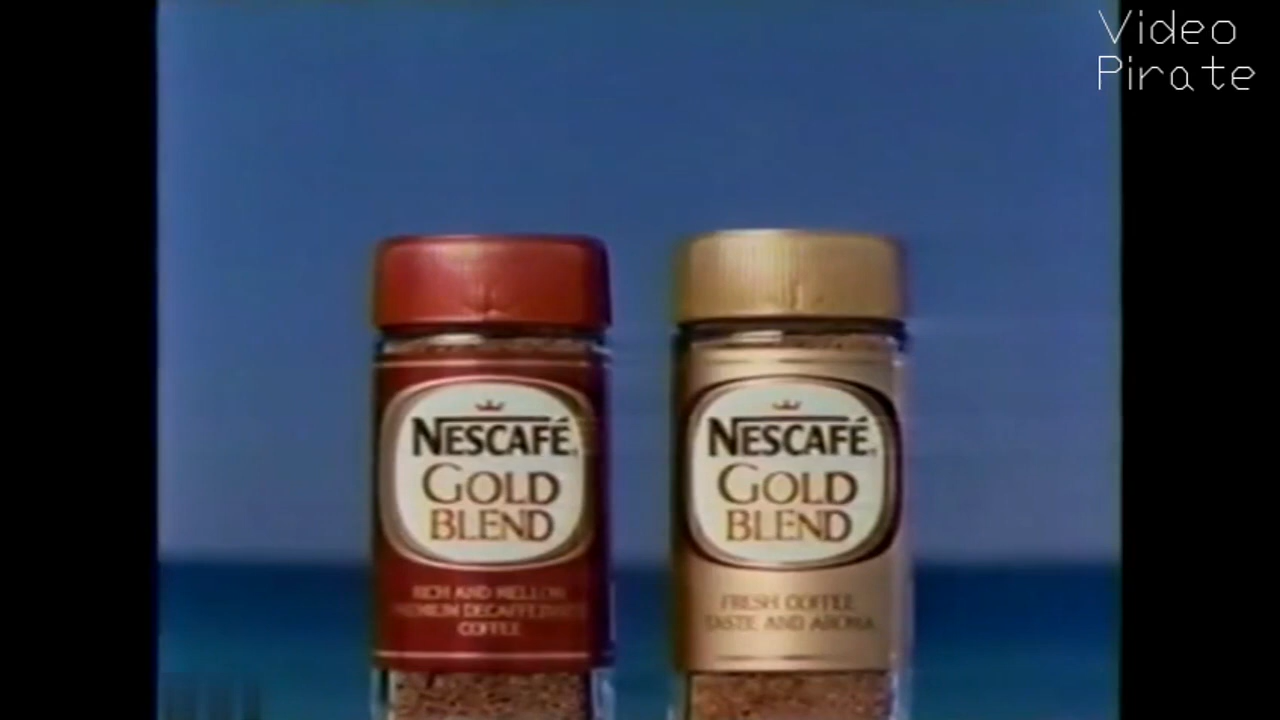 Video
Pirate
NESCAFÉ
GOLD
BLEND
RICH AND MELLOW
PREMIUM DECAFFEINATED
COFFEE
NESCAFÉ
GOLD
BLEND
FRESH COFFEE
TASTE AND AROMA